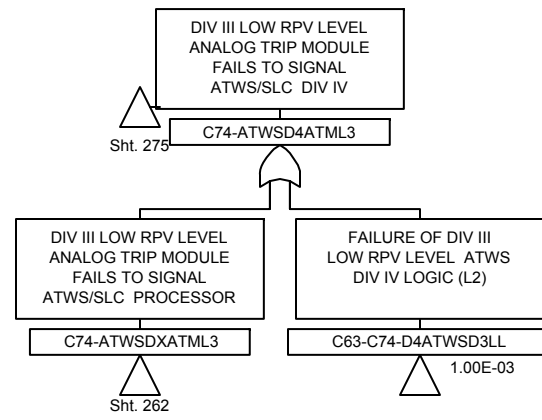 DIV III LOW RPV LEVEL
ANALOG TRIP MODULE
FAILS TO SIGNAL
ATWS/SLC DIV IV
C74-ATWSD4ATML3
Sht. 275
DIV III LOW RPV LEVEL
ANALOG TRIP MODULE
FAILS TO SIGNAL
ATWS/SLC PROCESSOR
C74-ATWSDXATML3
Sht. 262
FAILURE OF DIV III
LOW RPV LEVEL ATWS
DIV IV LOGIC (L2)
C63-C74-D4ATWSD3LL
1.00E-03